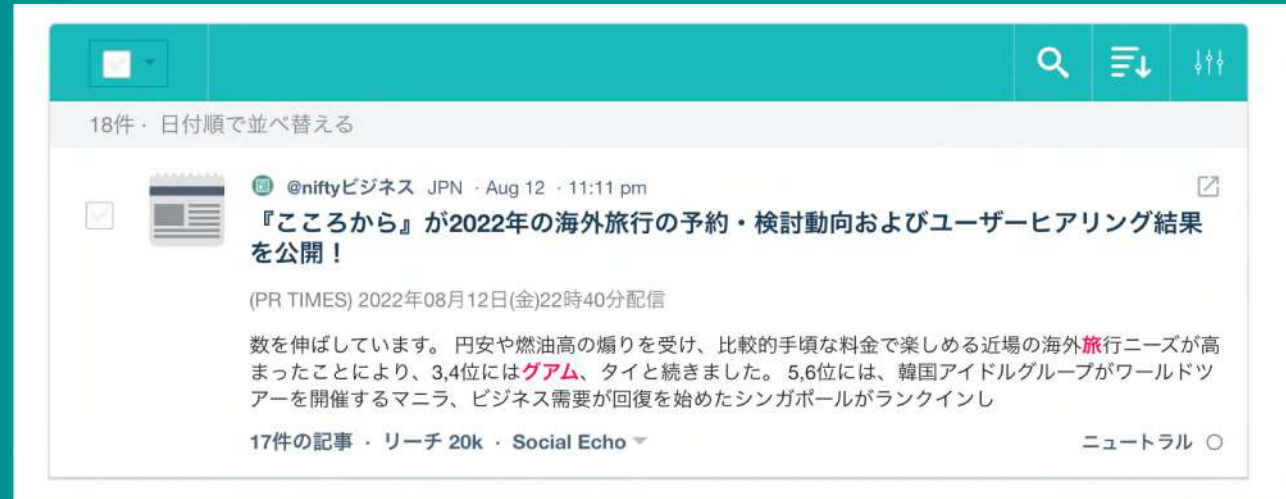 18件 · 日付順で並べ替える
@niftyビジネス JPN · Aug 12 · 11:11 pm
『こころから』が2022年の海外旅行の予約・検討動向およびユーザーヒアリング結果
を公開！
(PR TIMES) 2022年08月12日(金)22時40分配信
数を伸ばしています。 円安や燃油高の煽りを受け、比較的手頃な料金で楽しめる近場の海外旅行ニーズが高
まったことにより、3,4位にはグアム、タイと続きました。 5,6位には、韓国アイドルグループがワールドツ
アーを開催するマニラ、ビジネス需要が回復を始めたシンガポールがランクインし
17件の記事 · リーチ 20k · Social Echo ニュートラル